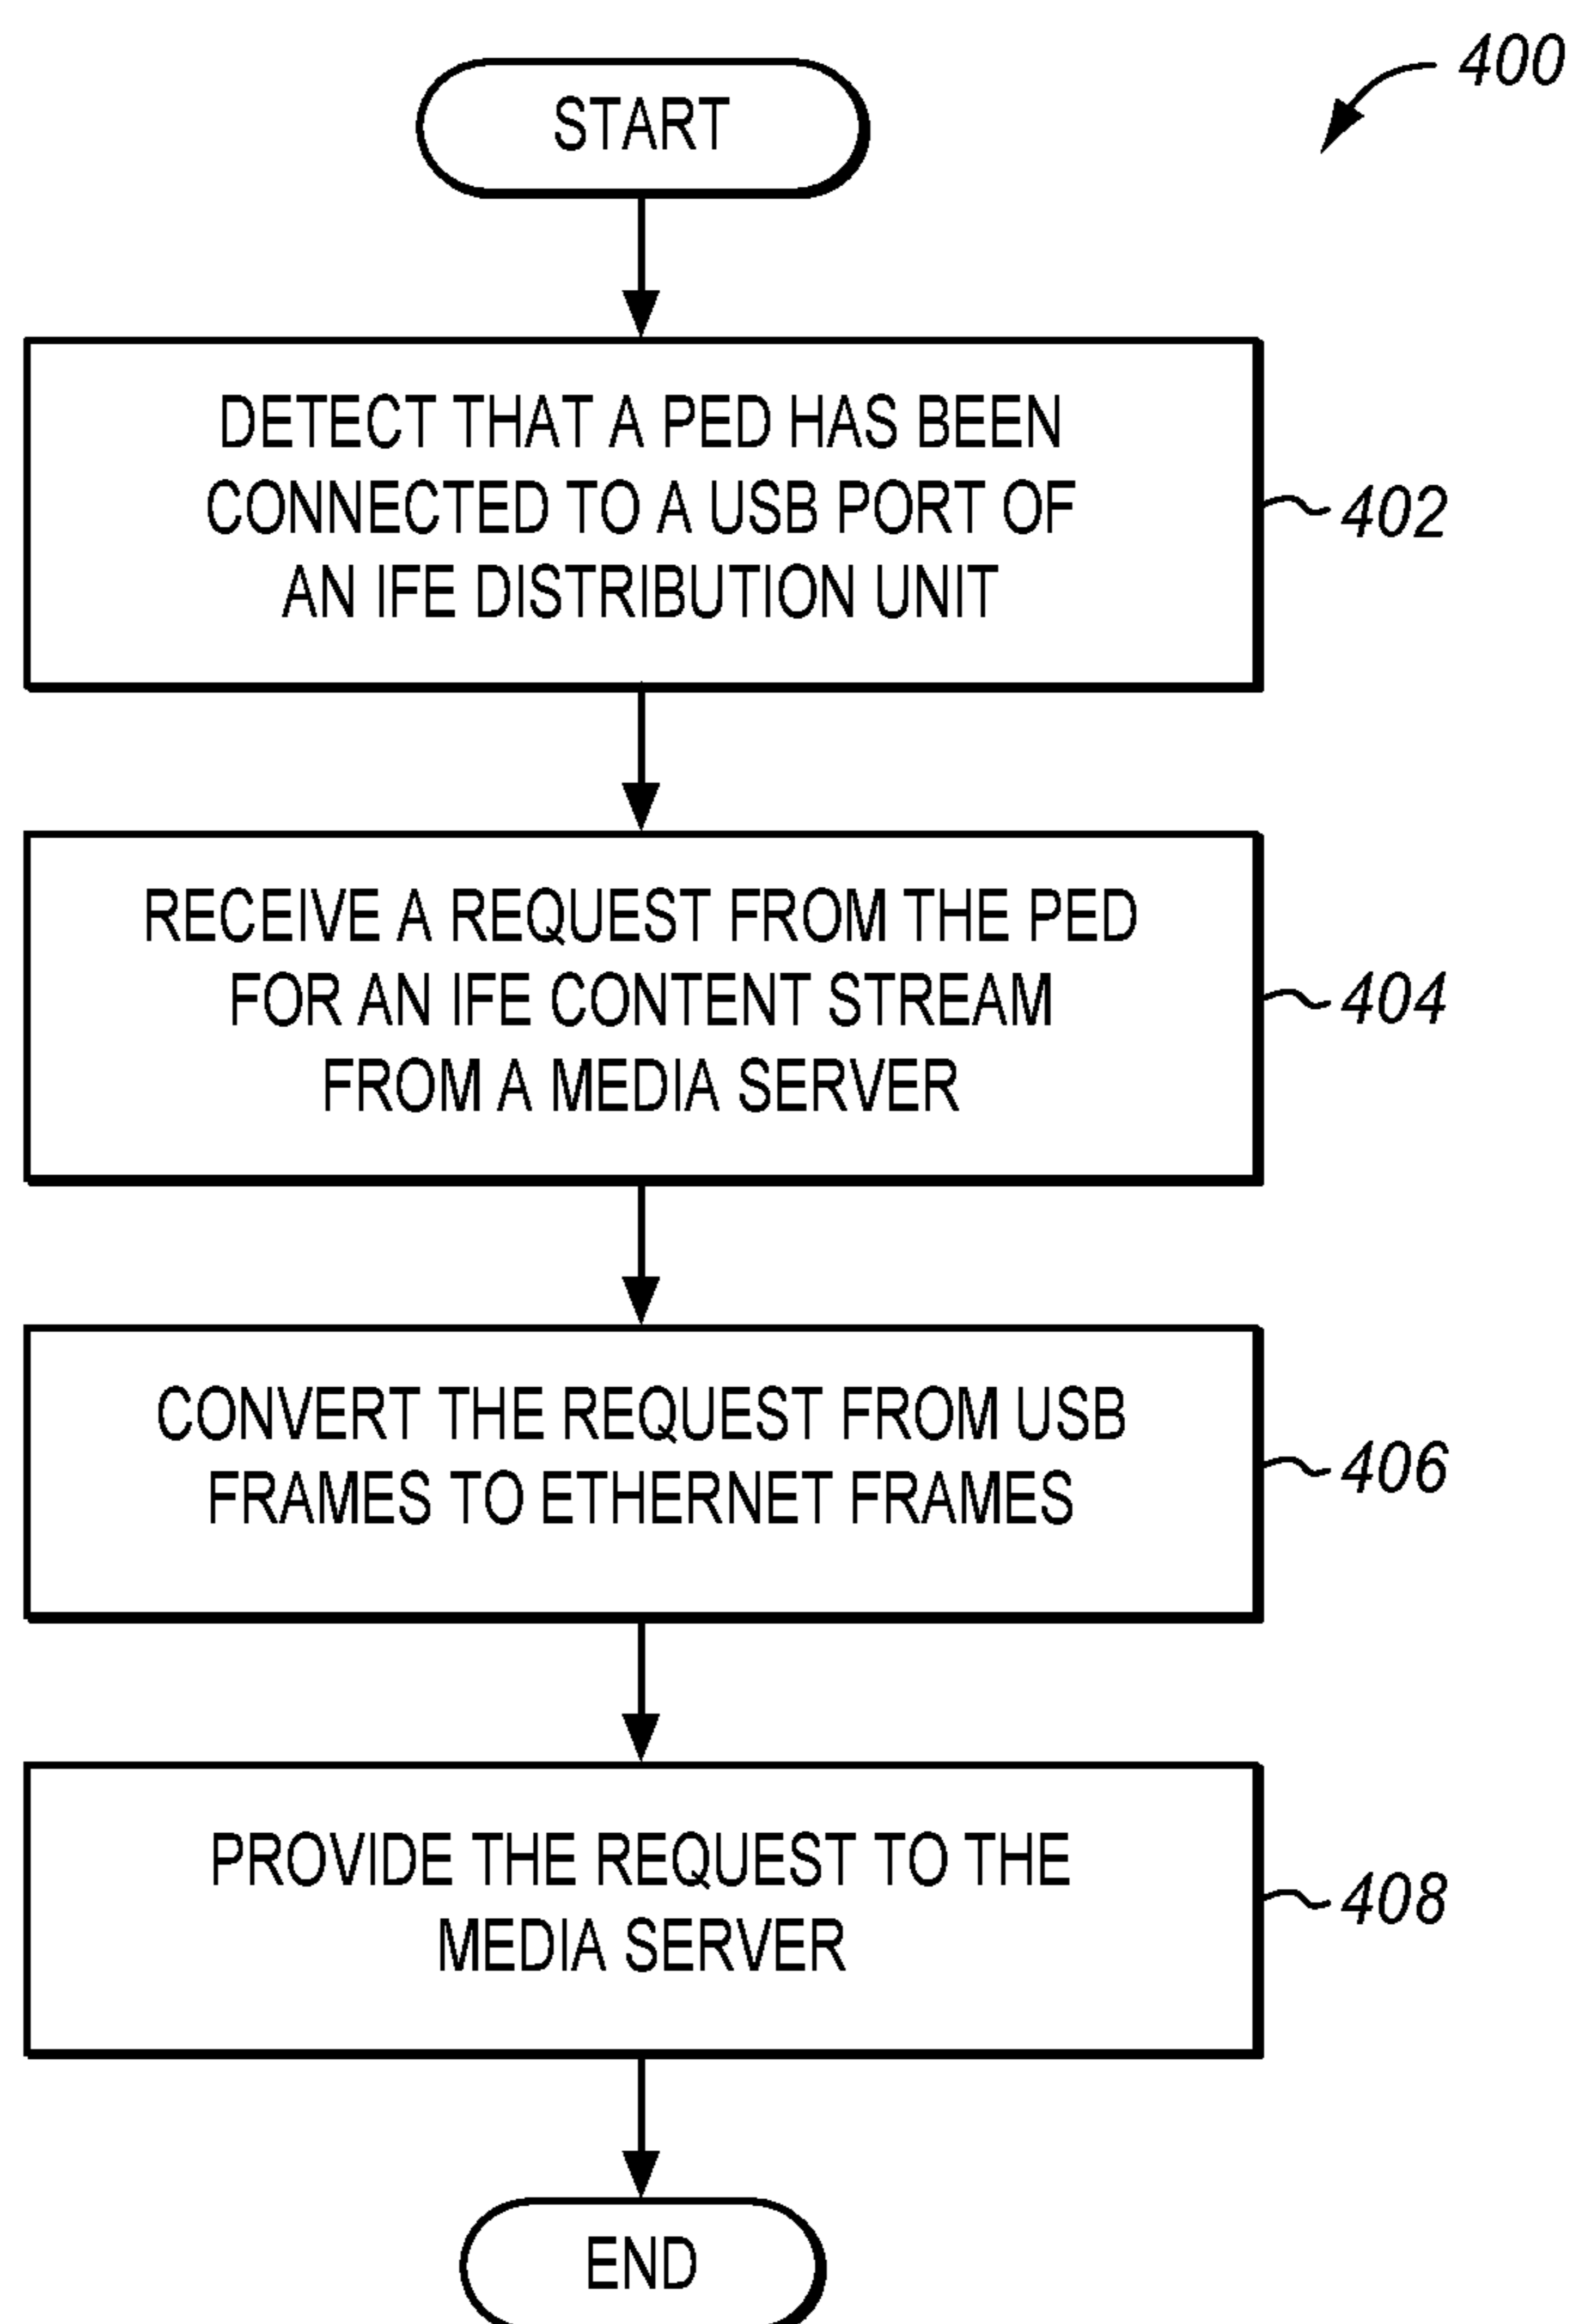 400
START
DETECT THAT A PED HAS BEEN
CONNECTED TO A USB PORT OF
AN IFE DISTRIBUTION UNIT
402
RECEIVE A REQUEST FROM THE PED
FOR AN IFE CONTENT STREAM
FROM A MEDIA SERVER
404
CONVERT THE REQUEST FROM USB
FRAMES TO ETHERNET FRAMES
406
PROVIDE THE REQUEST TO THE
MEDIA SERVER
408
END